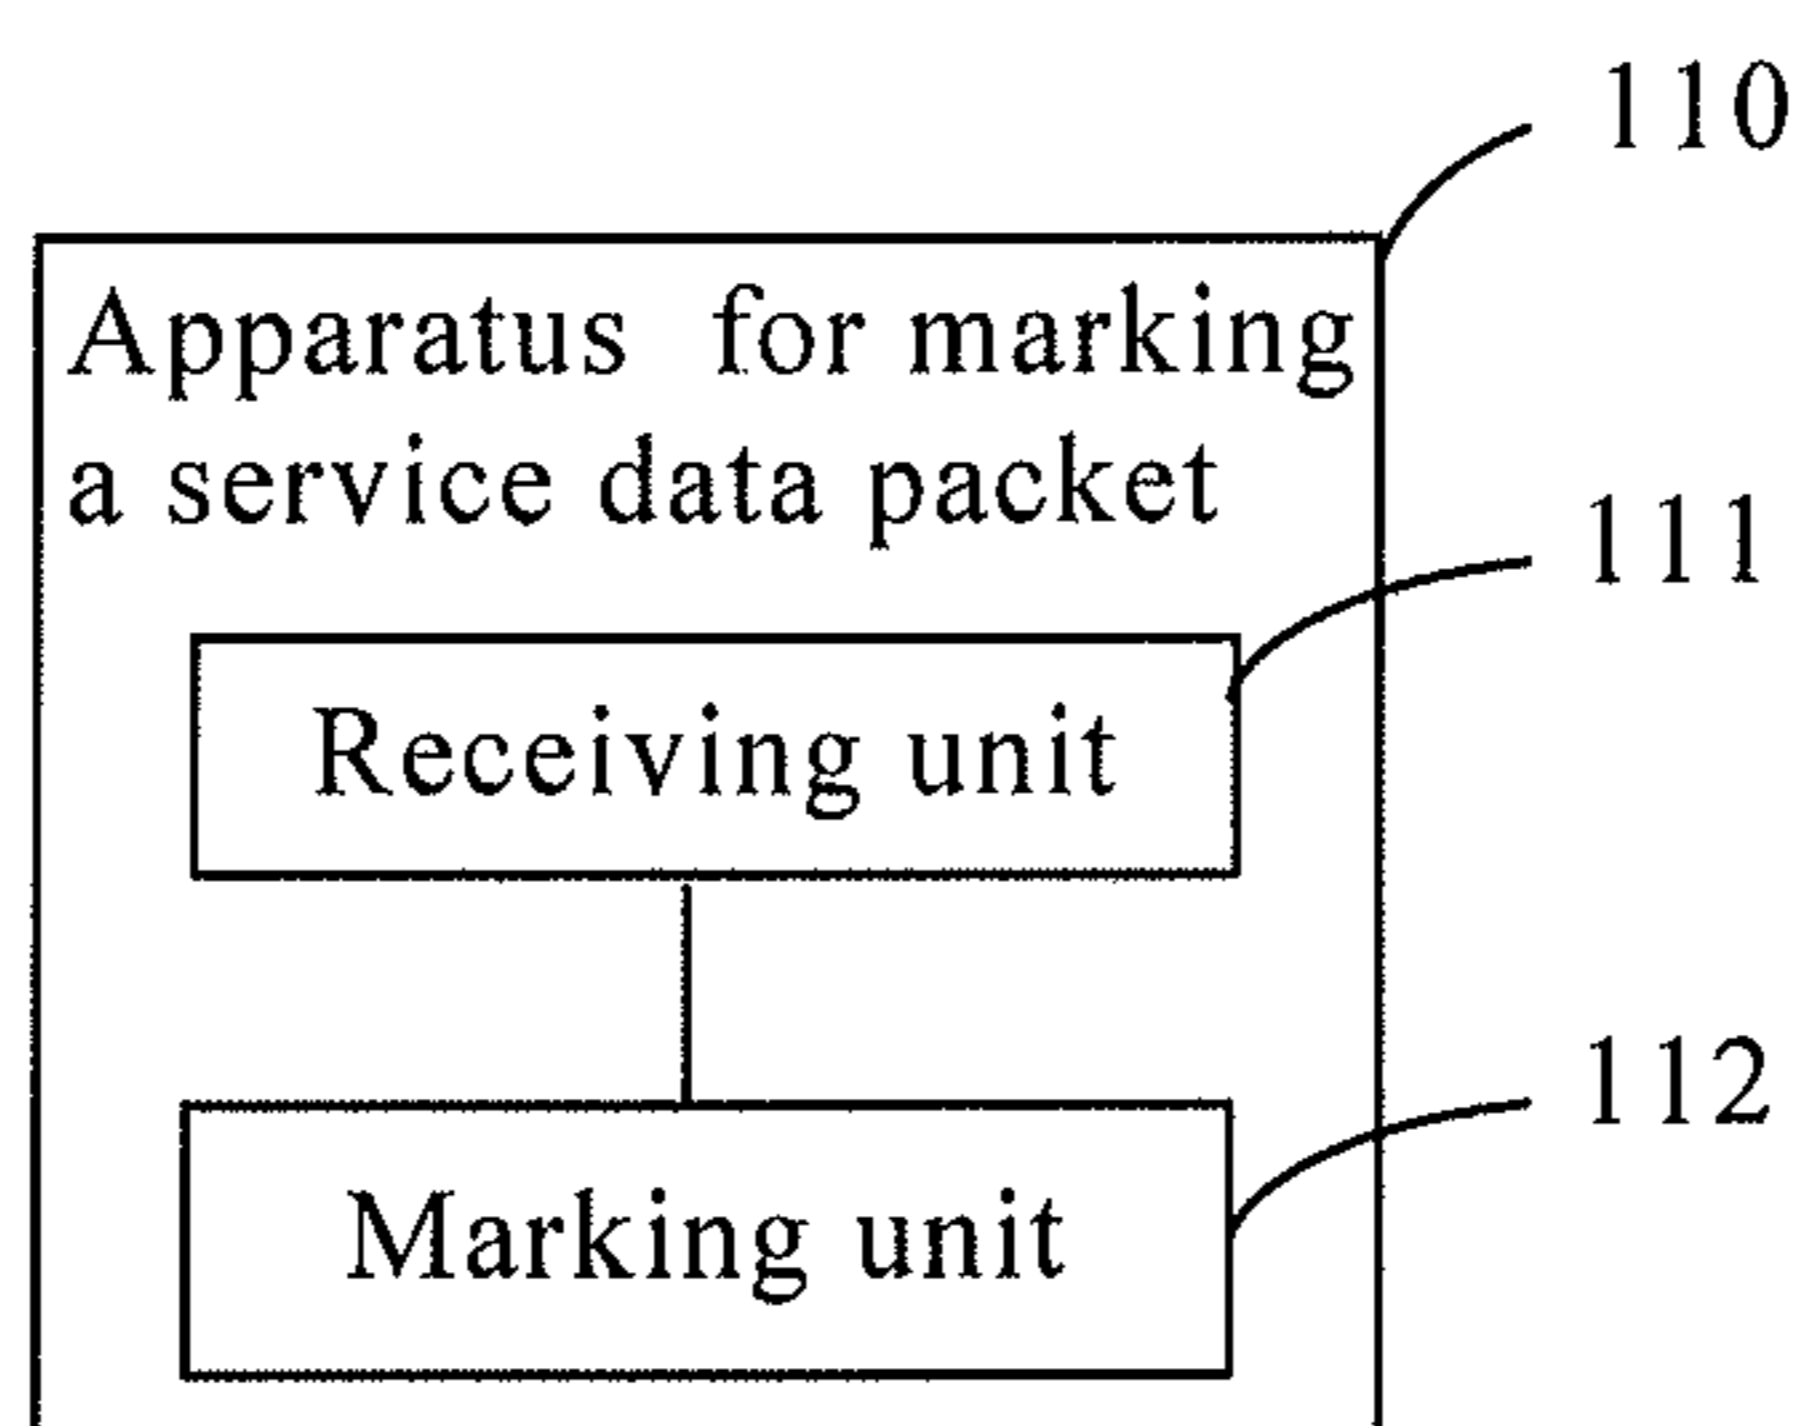 110
Apparatus for marking
a service data packet
111
Receiving unit
112
Marking unit